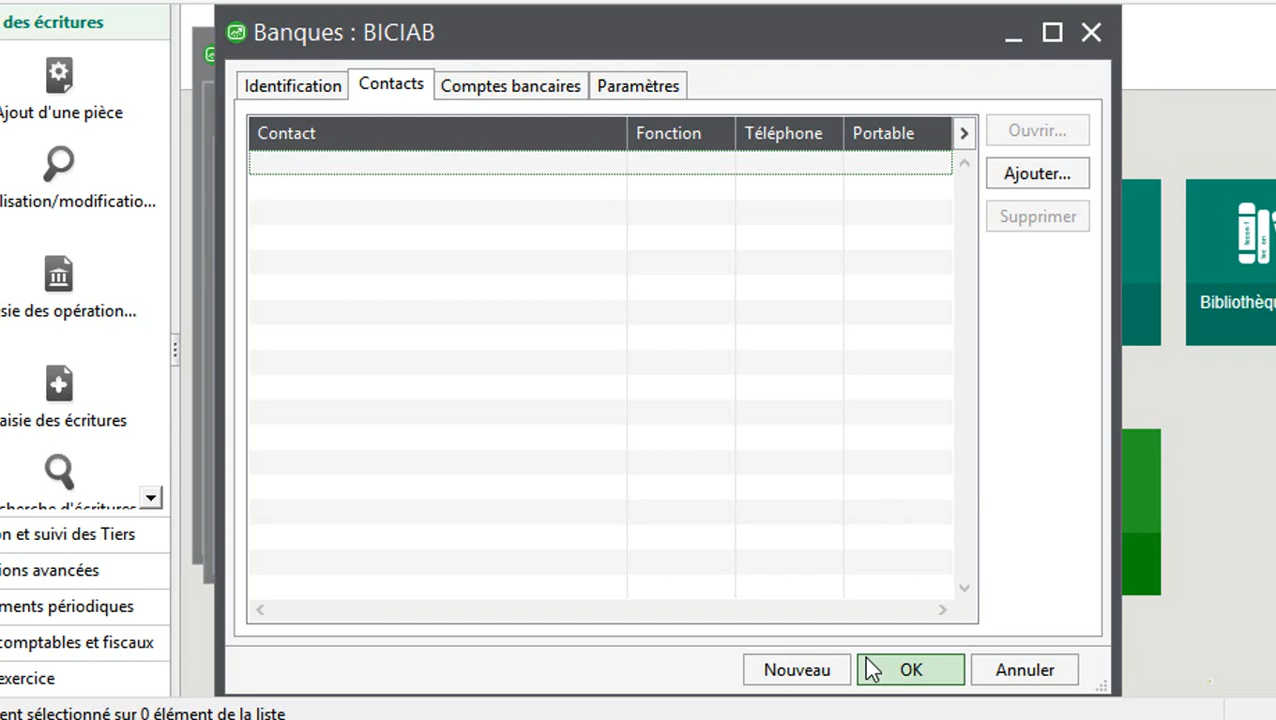 des écritures
Ajout d'une pièce
lisation/modificatio...
sie des opération...
aisie des écritures
cherche d'écritures
n et suivi des Tiers
ions avancées
ments périodiques
comptables et fiscaux
exercice
ent sélectionné sur 0 élément de la liste
Banques : BICIAB
Identification
Contacts
Comptes bancaires
Paramètres
Contact
Fonction
Téléphone
Portable
Ouvrir...
Ajouter...
Supprimer
Nouveau
OK
Annuler
Bibliothèqu